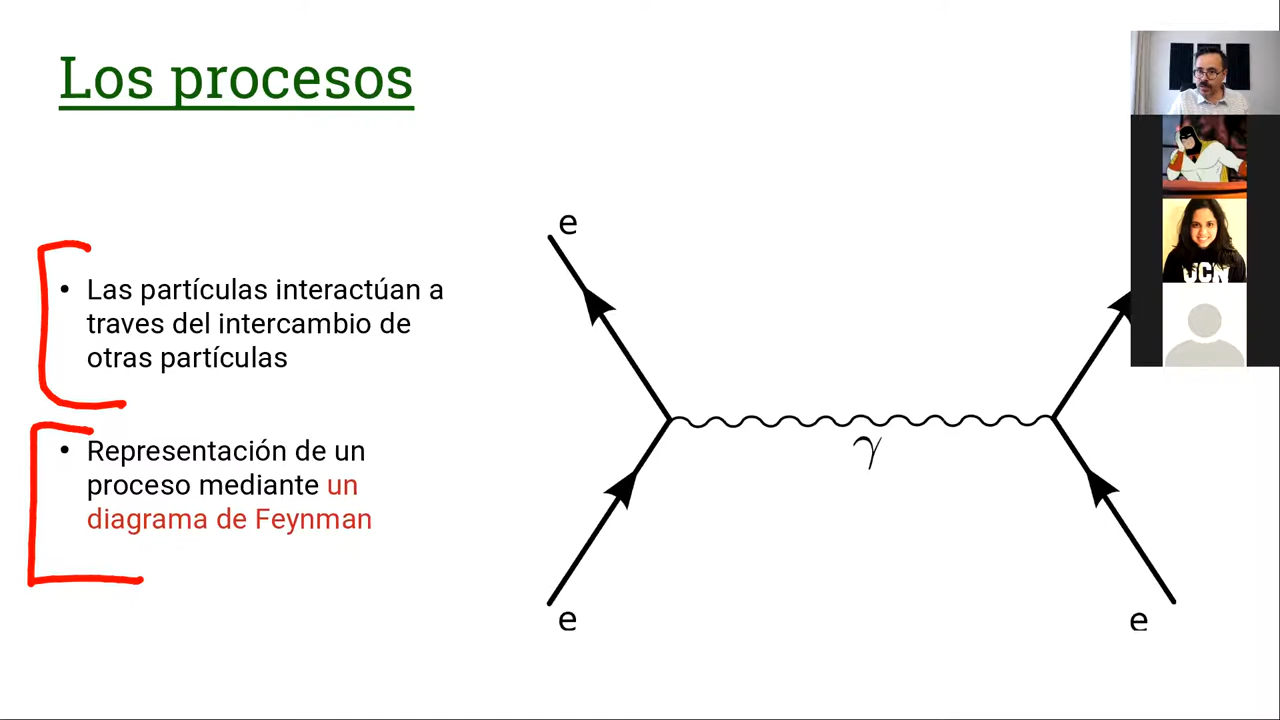 Los procesos
e
Las partículas interactúan a
traves del intercambio de
otras partículas
γ
Representación de un
proceso mediante un
diagrama de Feynman
e
e
UCN